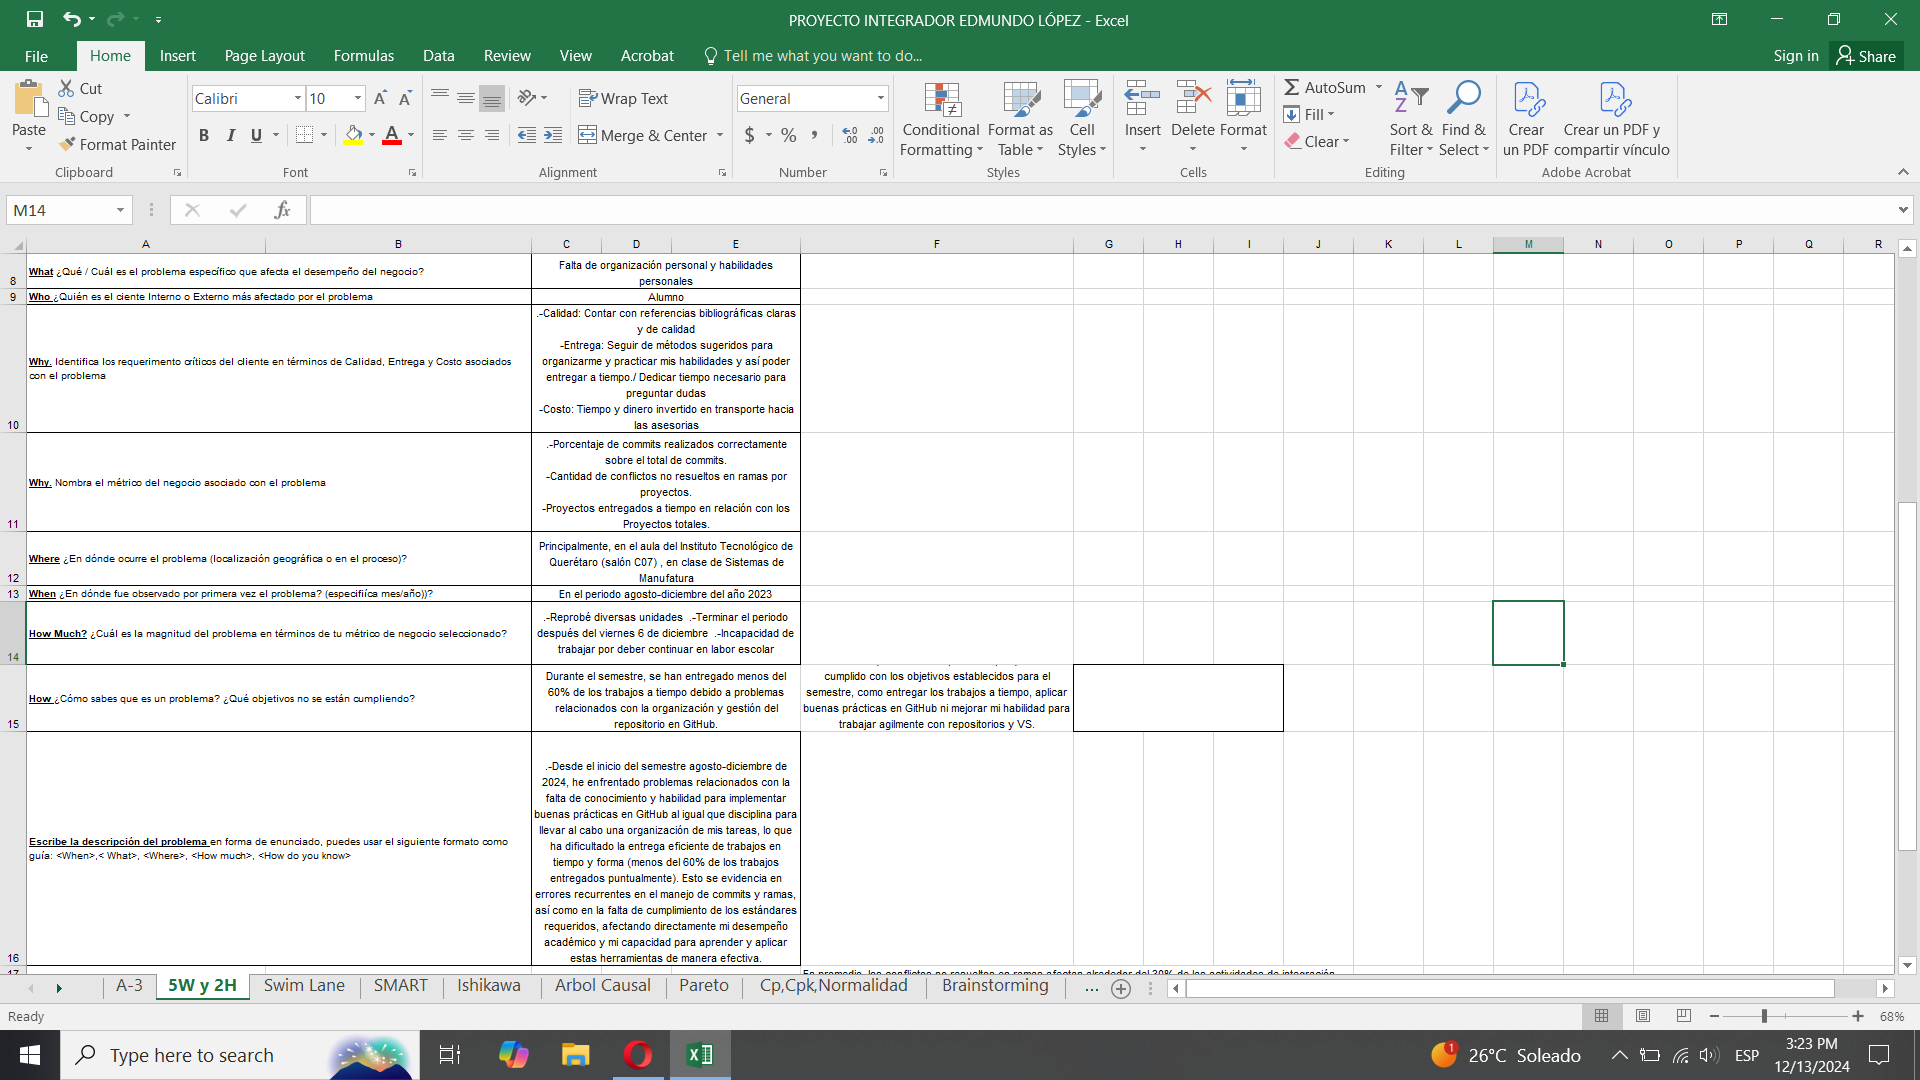 PROYECTO INTEGRADOR EDMUNDO LÓPEZ - Excel
File Home Insert Page Layout Formulas Data Review View Acrobat Tell me what you want to do... Sign in Share
Paste
Cut
Copy
Format Painter
Clipboard
Calibri 10
B I U
Font
Wrap Text
Merge & Center
Alignment
General
$ % ,
Number
Conditional Formatting
Format as Table
Cell Styles
Styles
Insert Delete Format
Cells
AutoSum
Fill
Clear
Sort & Filter
Find & Select
Editing
Crear un PDF
Crear un PDF y compartir vínculo
Adobe Acrobat
M14
fx
A B C D E F G H I J K L M N O P Q R
8
What ¿Qué / Cuál es el problema específico que afecta el desempeño del negocio?
Falta de organización personal y habilidades
personales
9
Who ¿Quién es el ciente Interno o Externo más afectado por el problema
Alumno
10
Why. Identifica los requerimento críticos del cliente en términos de Calidad, Entrega y Costo asociados
con el problema
.-Calidad: Contar con referencias bibliográficas claras
y de calidad
-Entrega: Seguir de métodos sugeridos para
organizarme y practicar mis habilidades y así poder
entregar a tiempo./ Dedicar tiempo necesario para
preguntar dudas
-Costo: Tiempo y dinero invertido en transporte hacia
las asesorias
11
Why. Nombra el métrico del negocio asociado con el problema
.-Porcentaje de commits realizados correctamente
sobre el total de commits.
-Cantidad de conflictos no resueltos en ramas por
proyectos.
-Proyectos entregados a tiempo en relación con los
Proyectos totales.
12
Where ¿En dónde ocurre el problema (localización geográfica o en el proceso)?
Principalmente, en el aula del Instituto Tecnológico de
Querétaro (salón C07) , en clase de Sistemas de
Manufatura
13
When ¿En dónde fue observado por primera vez el problema? (especifiíca mes/año))?
En el periodo agosto-diciembre del año 2023
14
How Much? ¿Cuál es la magnitud del problema en términos de tu métrico de negocio seleccionado?
.-Reprobé diversas unidades .-Terminar el periodo
después del viernes 6 de diciembre .-Incapacidad de
trabajar por deber continuar en labor escolar
15
How ¿Cómo sabes que es un problema? ¿Qué objetivos no se están cumpliendo?
Durante el semestre, se han entregado menos del
60% de los trabajos a tiempo debido a problemas
relacionados con la organización y gestión del
repositorio en GitHub.
cumplido con los objetivos establecidos para el
semestre, como entregar los trabajos a tiempo, aplicar
buenas prácticas en GitHub ni mejorar mi habilidad para
trabajar agilmente con repositorios y VS.
16
Escribe la descripción del problema en forma de enunciado, puedes usar el siguiente formato como
guía: <When>,< What>, <Where>, <How much>, <How do you know>
.-Desde el inicio del semestre agosto-diciembre de
2024, he enfrentado problemas relacionados con la
falta de conocimiento y habilidad para implementar
buenas prácticas en GitHub al igual que disciplina para
llevar al cabo una organización de mis tareas, lo que
ha dificultado la entrega eficiente de trabajos en
tiempo y forma (menos del 60% de los trabajos
entregados puntualmente). Esto se evidencia en
errores recurrentes en el manejo de commits y ramas,
así como en la falta de cumplimiento de los estándares
requeridos, afectando directamente mi desempeño
académico y mi capacidad para aprender y aplicar
estas herramientas de manera efectiva.
A-3 5W y 2H Swim Lane SMART Ishikawa Arbol Causal Pareto Cp,Cpk,Normalidad Brainstorming ...
Ready
68%
Type here to search
1
26°C Soleado
ESP
3:23 PM
12/13/2024